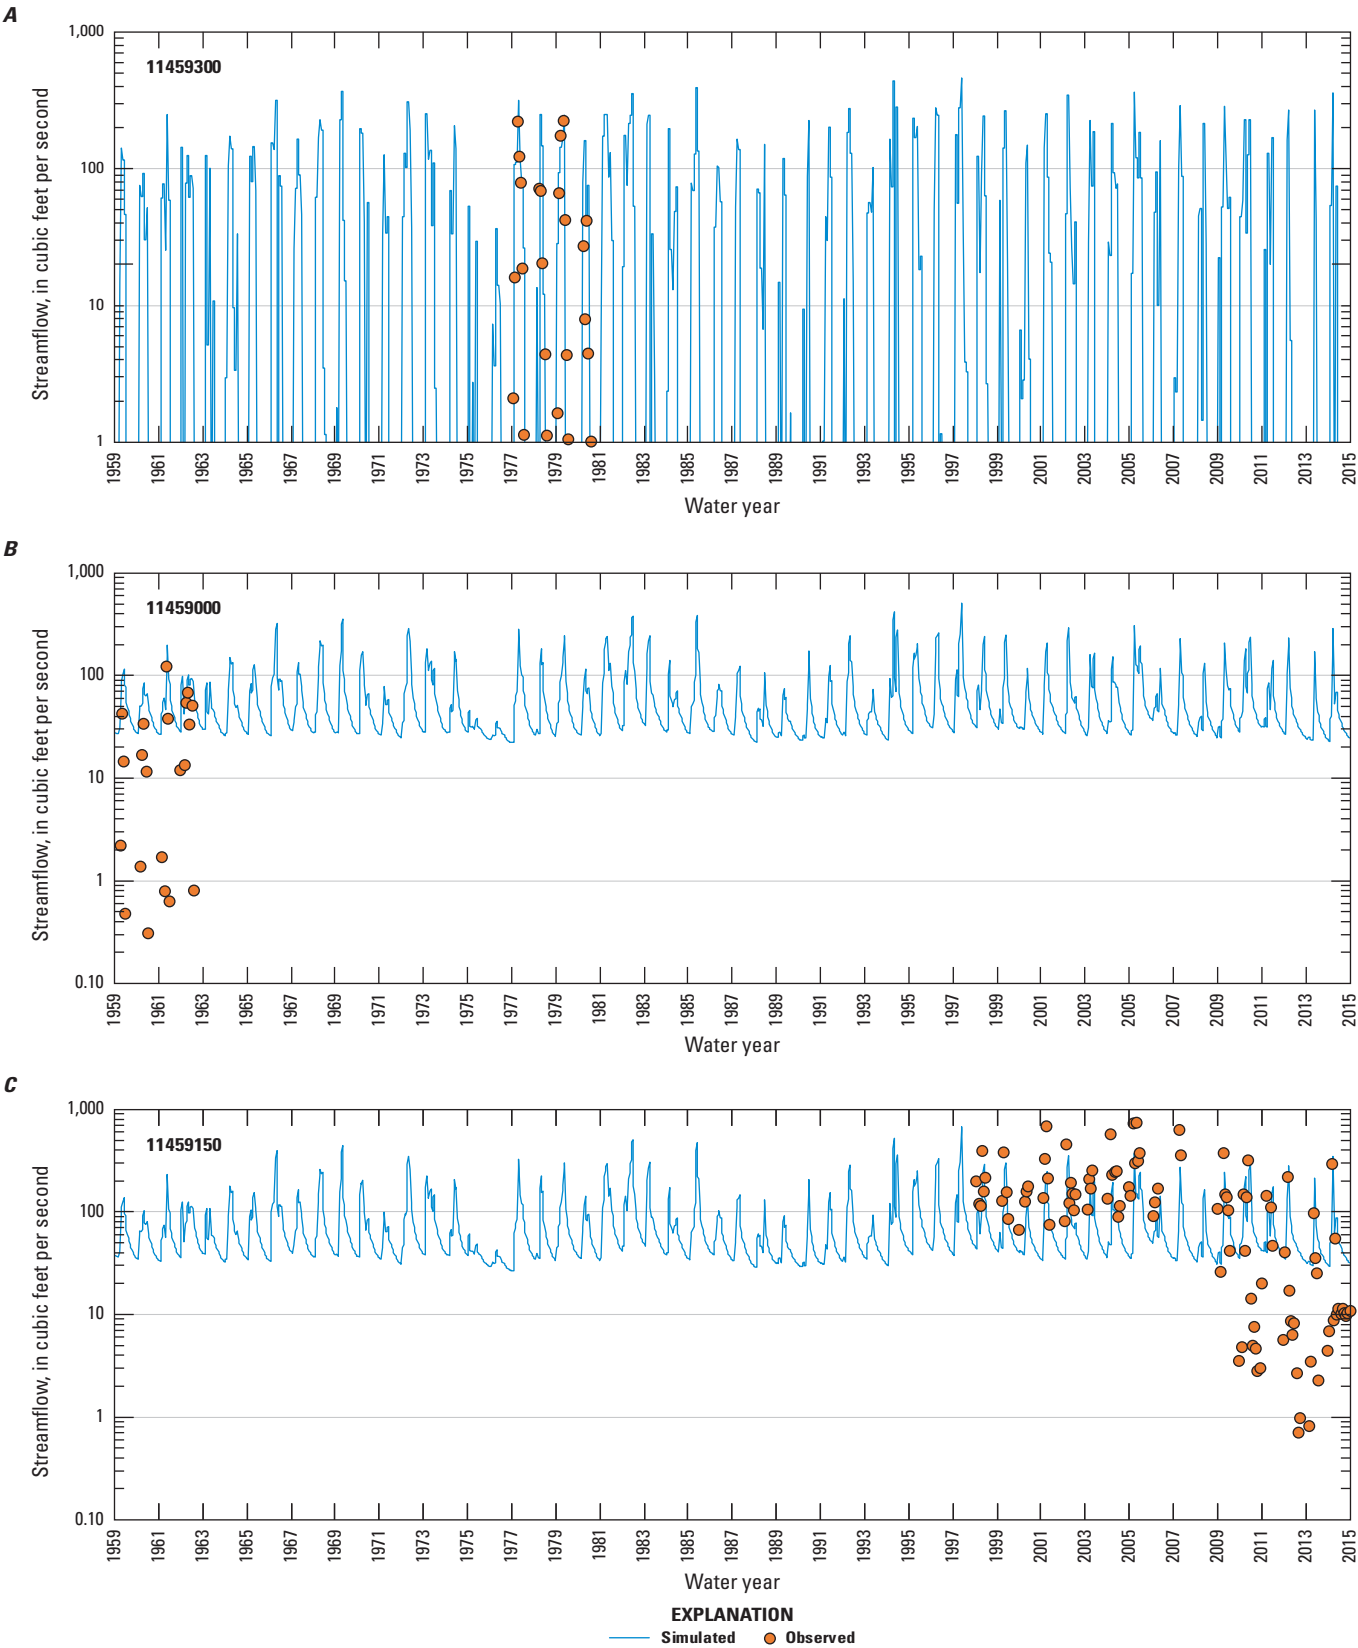 A
1,000
100
10
1
Streamflow, in cubic feet per second
11459300
1959 1961 1963 1965 1967 1969 1971 1973 1975 1977 1979 1981 1983 1985 1987 1989 1991 1993 1995 1997 1999 2001 2003 2005 2007 2009 2011 2013 2015
Water year
B
1,000
100
10
1
0.10
Streamflow, in cubic feet per second
11459000
1959 1961 1963 1965 1967 1969 1971 1973 1975 1977 1979 1981 1983 1985 1987 1989 1991 1993 1995 1997 1999 2001 2003 2005 2007 2009 2011 2013 2015
Water year
C
1,000
100
10
1
0.10
Streamflow, in cubic feet per second
11459150
1959 1961 1963 1965 1967 1969 1971 1973 1975 1977 1979 1981 1983 1985 1987 1989 1991 1993 1995 1997 1999 2001 2003 2005 2007 2009 2011 2013 2015
Water year
EXPLANATION
Simulated Observed